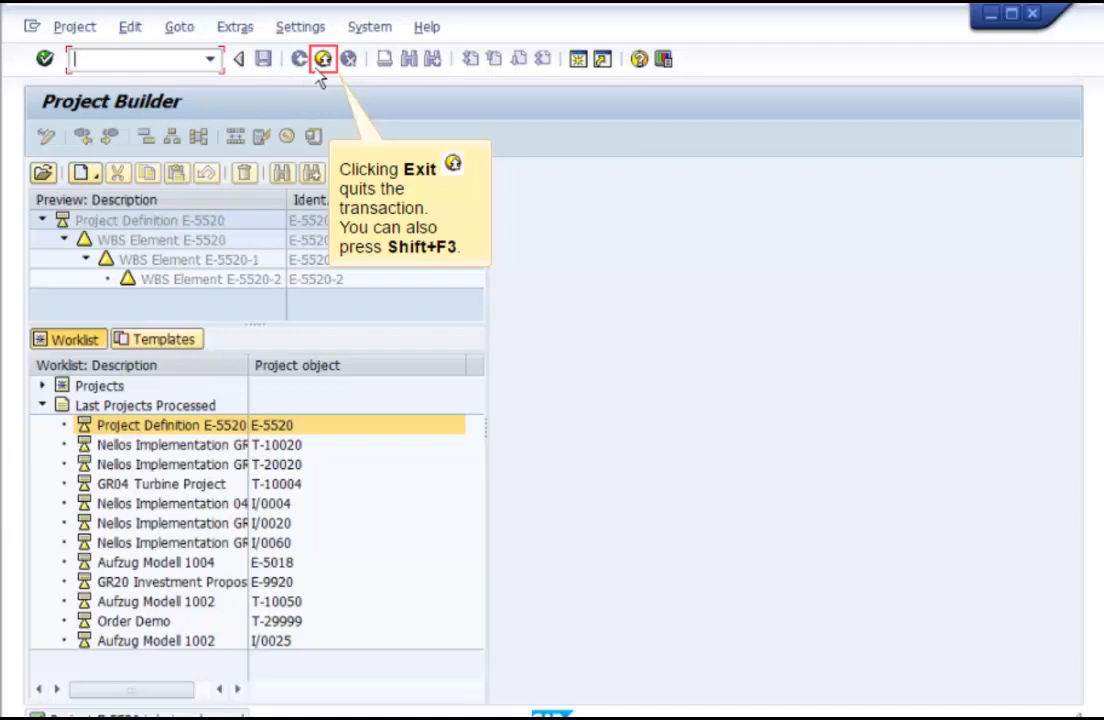 Project Edit Goto Extras Settings System Help
Project Builder
Clicking Exit
quits the
transaction.
You can also
press Shift+F3.
Preview: Description Ident.
Project Definition E-5520 E-5520
WBS Element E-5520 E-5520
WBS Element E-5520-1 E-5520
WBS Element E-5520-2 E-5520-2
Worklist Templates
Worklist: Description Project object
Projects
Last Projects Processed
Project Definition E-5520 E-5520
Nellos Implementation GR T-10020
Nellos Implementation GR T-20020
GR04 Turbine Project T-10004
Nellos Implementation 04 I/0004
Nellos Implementation GR I/0020
Nellos Implementation GR I/0060
Aufzug Modell 1004 E-5018
GR20 Investment Propos E-9920
Aufzug Modell 1002 T-10050
Order Demo T-29999
Aufzug Modell 1002 I/0025
SAP